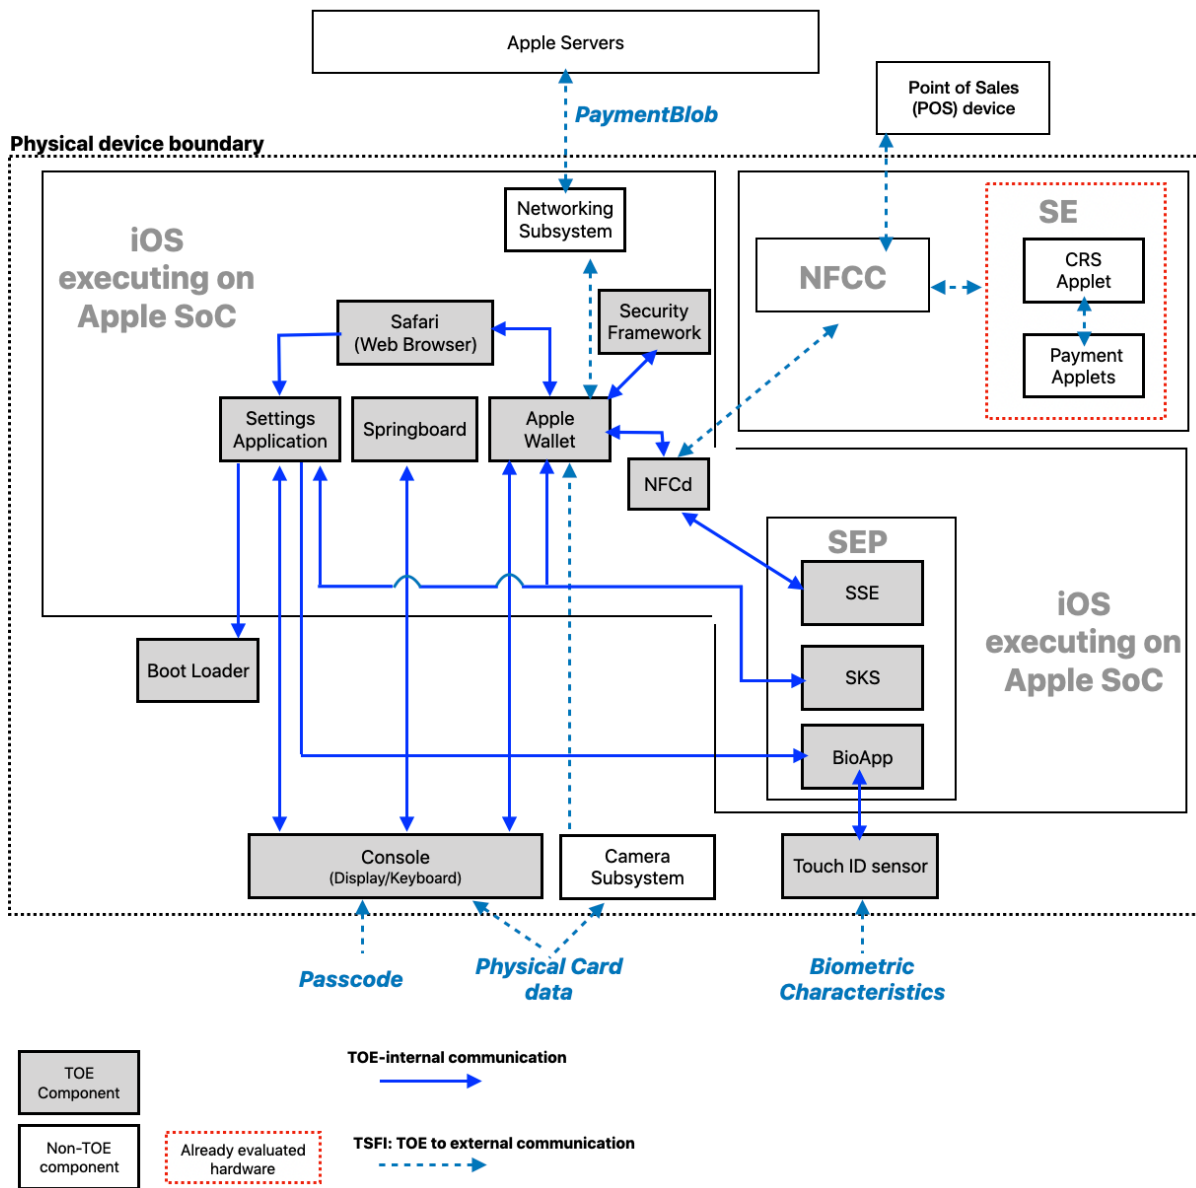 Apple Servers
Point of Sales
(POS) device
PaymentBlob
Physical device boundary
Networking
Subsystem
iOS
executing on
Apple SoC
SE
CRS
Applet
NFCC
Payment
Applets
Safari
(Web Browser)
Security
Framework
Settings
Application
Springboard
Apple
Wallet
NFCd
SEP
SSE
SKS
BioApp
iOS
executing on
Apple SoC
Boot Loader
Console
(Display/Keyboard)
Camera
Subsystem
Touch ID sensor
Passcode
Physical Card
data
Biometric
Characteristics
TOE
Component
TOE-internal communication
Non-TOE
component
Already evaluated
hardware
TSFI: TOE to external communication